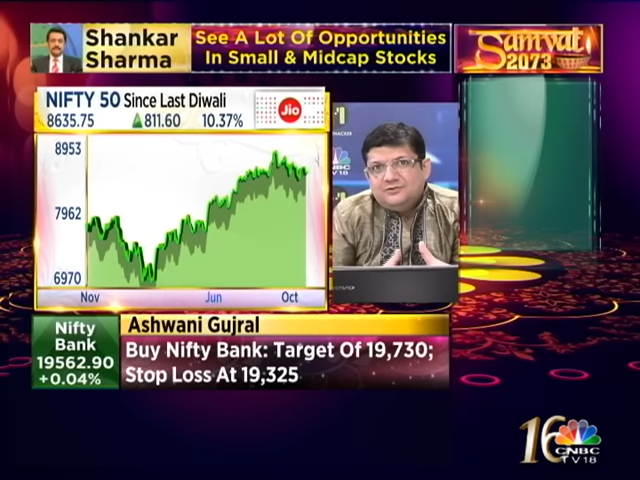 Shankar
Sharma
See A Lot Of Opportunities
In Small & Midcap Stocks
Samvat
2073
NIFTY 50 Since Last Diwali
8635.75 811.60 10.37%
Jio
8953
7962
6970
Nov Jun Oct
CNBC
TV18
Nifty
Bank
19562.90
+0.04%
Ashwani Gujral
Buy Nifty Bank: Target Of 19,730;
Stop Loss At 19,325
16
CNBC
TV18